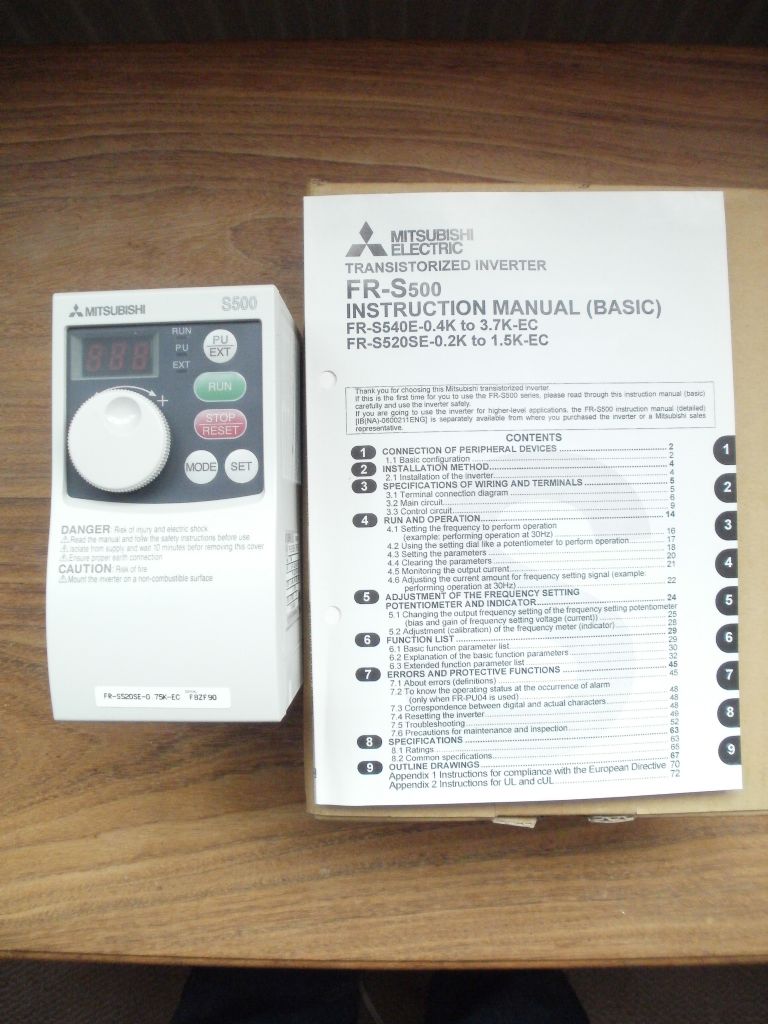 MITSUBISHI
S500
RUN
PU
EXT
PU
EXT
RUN
STOP
RESET
MODE
SET
DANGER: Risk of injury and electric shock
Read the manual and follow the safety instructions before use
Isolate from supply and wait 10 minutes befor removing this cover
Ensure proper earth connection
CAUTION: Risk of fire
Mount the inverter on a non-combustible surface
FR-S520SE-0.75K-EC F8ZF90
MITSUBISHI
ELECTRIC
TRANSISTORIZED INVERTER
FR-S500
INSTRUCTION MANUAL (BASIC)
FR-S540E-0.4K to 3.7K-EC
FR-S520SE-0.2K to 1.5K-EC
Thank you for choosing this Mitsubishi transistorized inverter.
If this is the first time for you to use the FR-S500 series, please read through this instruction manual (basic)
carefully and use the inverter safely.
If you are going to use the inverter for higher-level applications, the FR-S500 instruction manual (detailed)
[IB(NA)-0600211ENG] is separately available from where you purchased the inverter or a Mitsubishi sales
representative.
CONTENTS
1 CONNECTION OF PERIPHERAL DEVICES 2
1.1 Basic configuration 2
2 INSTALLATION METHOD 4
2.1 Installation of the inverter 4
3 SPECIFICATIONS OF WIRING AND TERMINALS 5
3.1 Terminal connection diagram 5
3.2 Main circuit 6
3.3 Control circuit 9
4 RUN AND OPERATION 14
4.1 Setting the frequency to perform operation
(example: performing operation at 30Hz) 16
4.2 Using the setting dial like a potentiometer to perform operation 17
4.3 Setting the parameters 18
4.4 Clearing the parameters 20
4.5 Monitoring the output current 21
4.6 Adjusting the current amount for frequency setting signal (example:
performing operation at 30Hz) 22
5 ADJUSTMENT OF THE FREQUENCY SETTING
POTENTIOMETER AND INDICATOR 24
5.1 Changing the output frequency setting of the frequency setting potentiometer
(bias and gain of frequency setting voltage (current)) 25
5.2 Adjustment (calibration) of the frequency meter (indicator) 28
6 FUNCTION LIST 29
6.1 Basic function parameter list 29
6.2 Explanation of the basic function parameters 30
6.3 Extended function parameter list 32
7 ERRORS AND PROTECTIVE FUNCTIONS 45
7.1 About errors (definitions) 45
7.2 To know the operating status at the occurrence of alarm
(only when FR-PU04 is used) 48
7.3 Correspondence between digital and actual characters 48
7.4 Resetting the inverter 48
7.5 Troubleshooting 49
7.6 Precautions for maintenance and inspection 52
8 SPECIFICATIONS 63
8.1 Ratings 63
8.2 Common specifications 65
9 OUTLINE DRAWINGS 67
Appendix 1 Instructions for compliance with the European Directive 70
Appendix 2 Instructions for UL and cUL 72
1
2
3
4
5
6
7
8
9